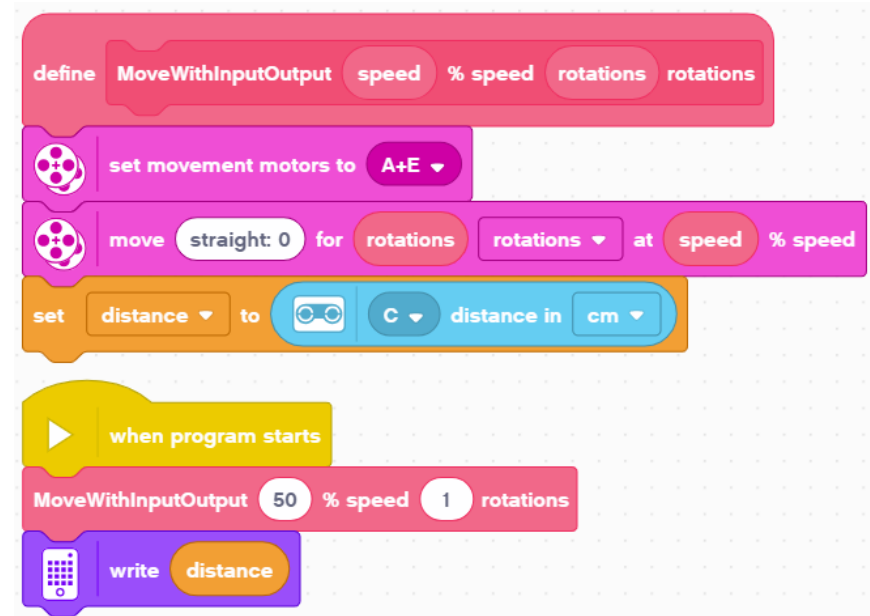 define MoveWithInputOutput speed % speed rotations rotations
set movement motors to A+E
move straight: 0 for rotations rotations at speed % speed
set distance to C distance in cm
when program starts
MoveWithInputOutput 50 % speed 1 rotations
write distance